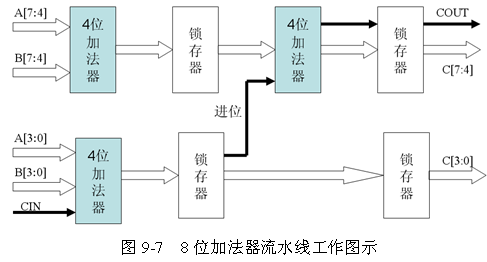 A[7:4]
B[7:4]
4位加法器
锁存器
4位加法器
锁存器
COUT
C[7:4]
进位
A[3:0]
B[3:0]
CIN
4位加法器
锁存器
锁存器
C[3:0]
图 9-7 8 位加法器流水线工作图示